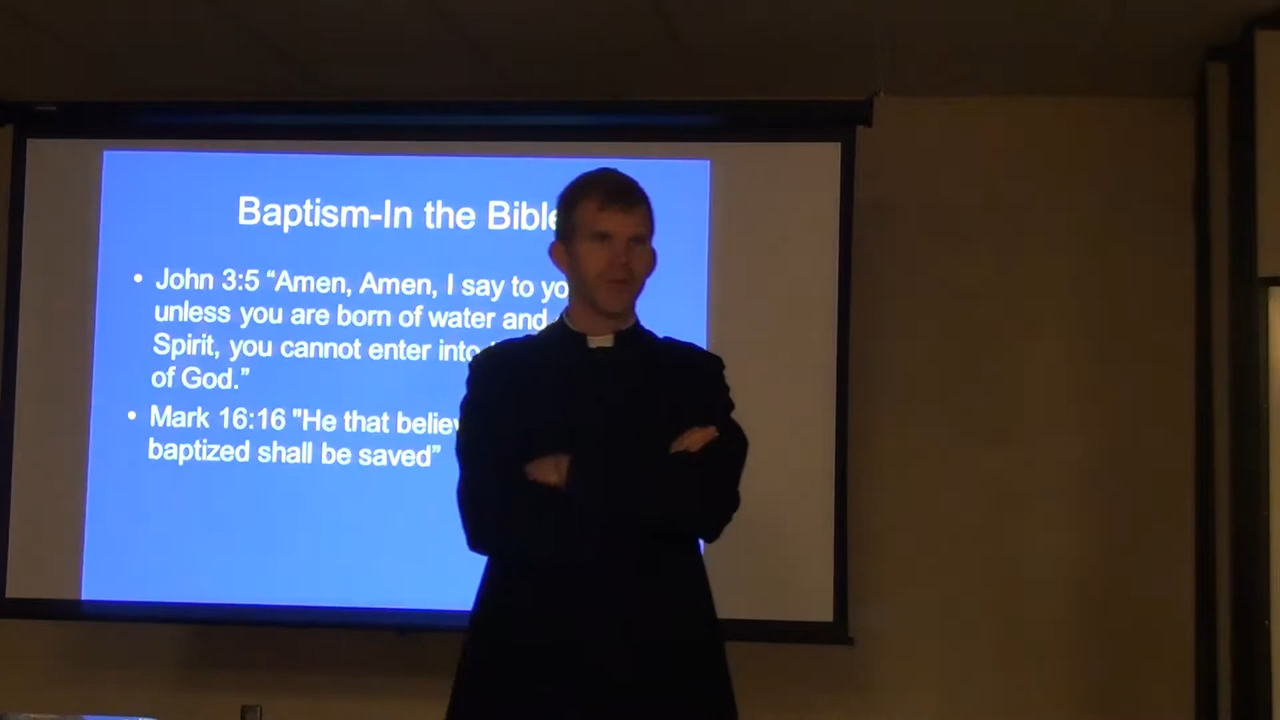 Baptism-In the Bible
• John 3:5 “Amen, Amen, I say to yo
unless you are born of water and
Spirit, you cannot enter into
of God.”
• Mark 16:16 "He that believ
baptized shall be saved”